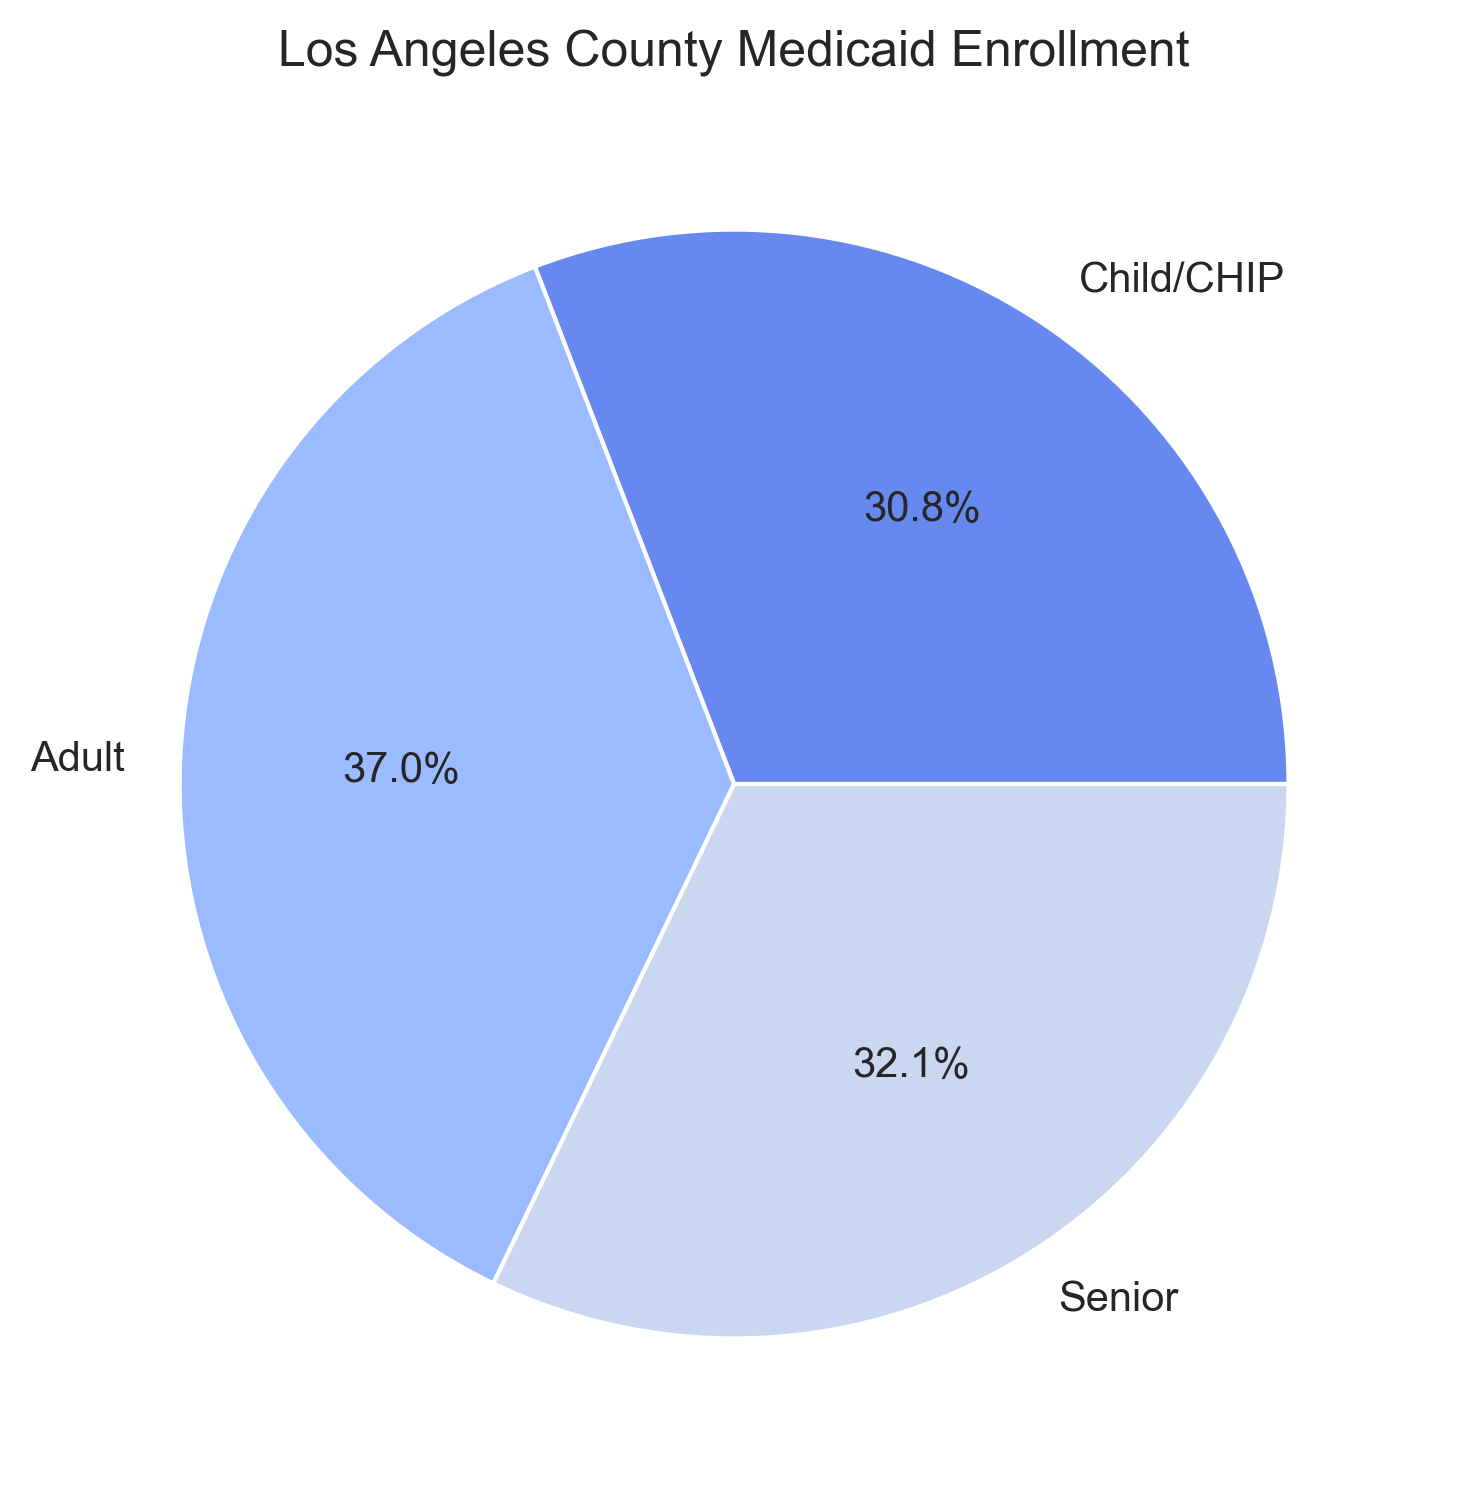 Los Angeles County Medicaid Enrollment
Child/CHIP
30.8%
Adult
37.0%
32.1%
Senior